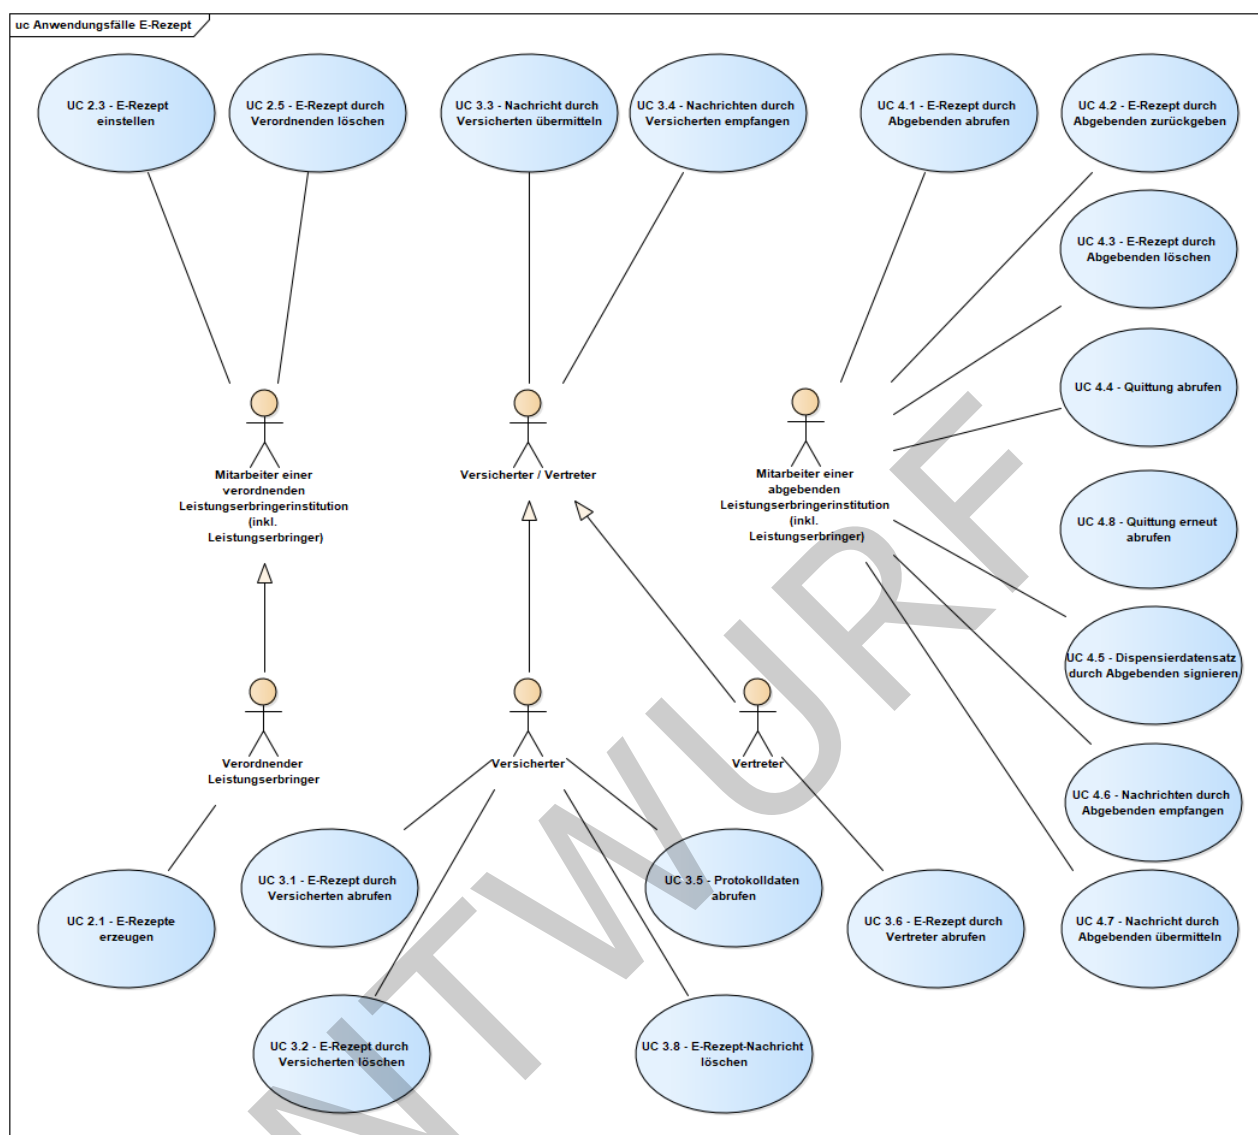 uc Anwendungsfälle E-Rezept
UC 2.3 - E-Rezept
einstellen
UC 2.5 - E-Rezept durch
Verordnenden löschen
UC 3.3 - Nachricht durch
Versicherten übermitteln
UC 3.4 - Nachrichten durch
Versicherten empfangen
UC 4.1 - E-Rezept durch
Abgebenden abrufen
UC 4.2 - E-Rezept durch
Abgebenden zurückgeben
UC 4.3 - E-Rezept durch
Abgebenden löschen
UC 4.4 - Quittung abrufen
Mitarbeiter einer
verordnenden
Leistungserbringerinstitution
(inkl.
Leistungserbringer)
Versicherter / Vertreter
Mitarbeiter einer
abgebenden
Leistungserbringerinstitution
(inkl.
Leistungserbringer)
UC 4.8 - Quittung erneut
abrufen
UC 4.5 - Dispensierdatensatz
durch Abgebenden signieren
Verordnender
Leistungserbringer
Versicherter
Vertreter
UC 4.6 - Nachrichten durch
Abgebenden empfangen
UC 3.1 - E-Rezept durch
Versicherten abrufen
UC 3.5 - Protokolldaten
abrufen
UC 2.1 - E-Rezepte
erzeugen
UC 3.6 - E-Rezept durch
Vertreter abrufen
UC 4.7 - Nachricht durch
Abgebenden übermitteln
UC 3.2 - E-Rezept durch
Versicherten löschen
UC 3.8 - E-Rezept-Nachricht
löschen
NTWURF